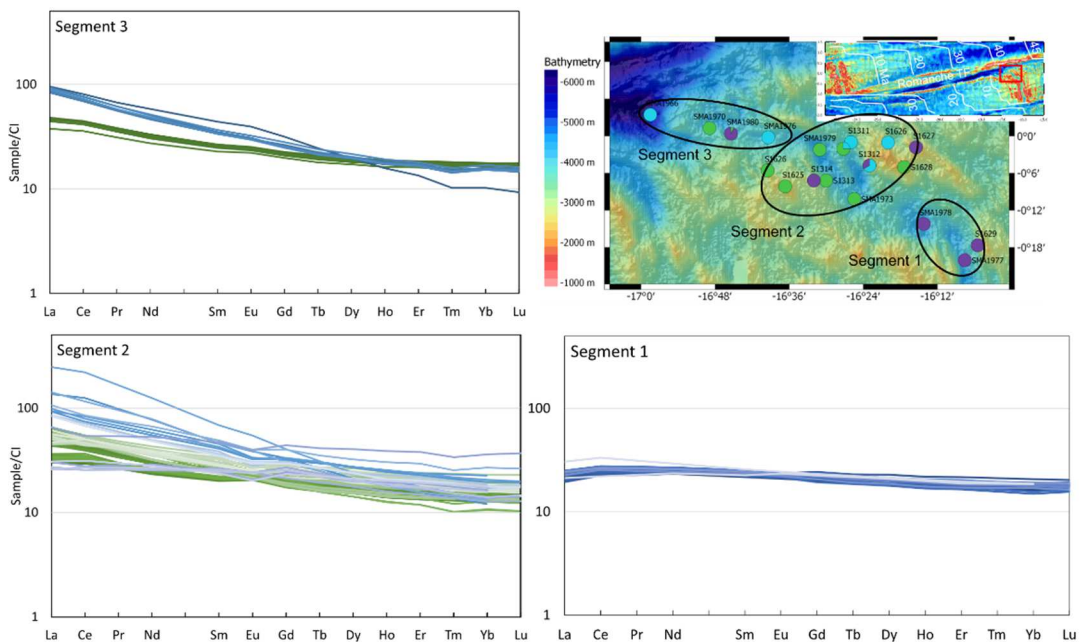 Segment 3
100
10
1
Sample/Cl
La Ce Pr Nd Sm Eu Gd Tb Dy Ho Er Tm Yb Lu
Bathymetry
-6000 m
-5000 m
-4000 m
-3000 m
-2000 m
-1000 m
Romanche TF
SMA1966
SMA1970
SMA1980
SMA1976
Segment 3
S1311
S1626
S1627
SMA1979
S1312
S1628
S1626
S1625
S1314
S1313
SMA1973
Segment 2
SMA1978
S1629
SMA1977
Segment 1
0°0'
-0°6'
-0°12'
-0°18'
-17°0' -16°48' -16°36' -16°24' -16°12'
Segment 2
100
10
1
Sample/Cl
La Ce Pr Nd Sm Eu Gd Tb Dy Ho Er Tm Yb Lu
Segment 1
100
10
1
La Ce Pr Nd Sm Eu Gd Tb Dy Ho Er Tm Yb Lu